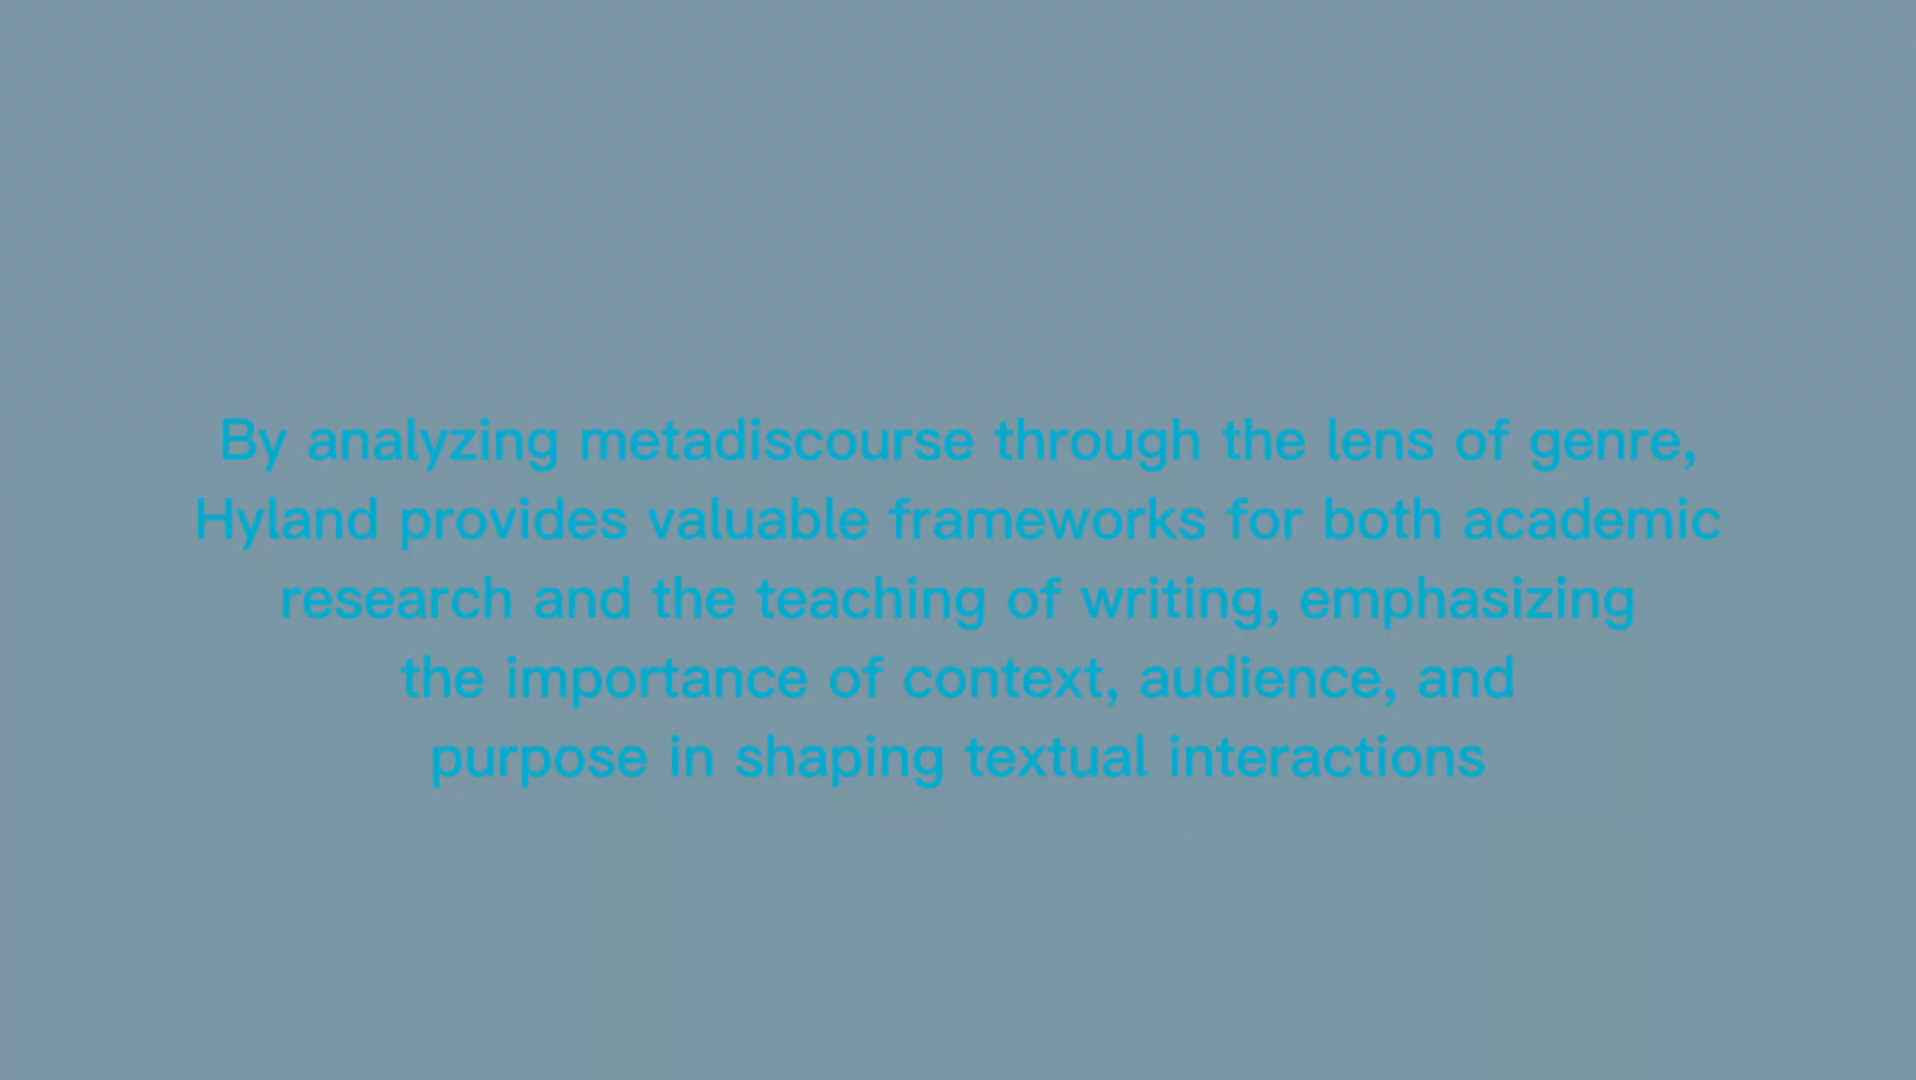 By analyzing metadiscourse through the lens of genre,
Hyland provides valuable frameworks for both academic
research and the teaching of writing, emphasizing
the importance of context, audience, and
purpose in shaping textual interactions